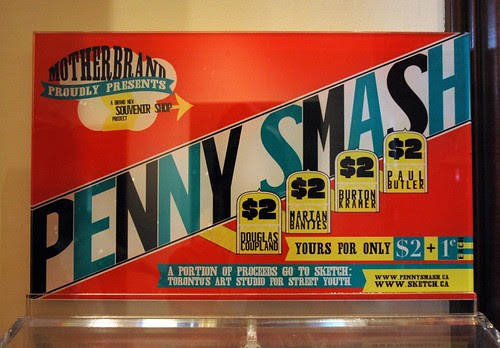 MOTHERBRAND
PROUDLY PRESENTS
A BRAND NEW
SOUVENIR SHOP
PROJECT
PENNY SMASH
$2
DOUGLAS
COUPLAND
$2
MARIAN
BANTJES
$2
BURTON
KRAMER
$2
PAUL
BUTLER
YOURS FOR ONLY $2 + 1¢
A PORTION OF PROCEEDS GO TO SKETCH:
TORONTO'S ART STUDIO FOR STREET YOUTH
WWW.PENNYSMASH.CA
WWW.SKETCH.CA